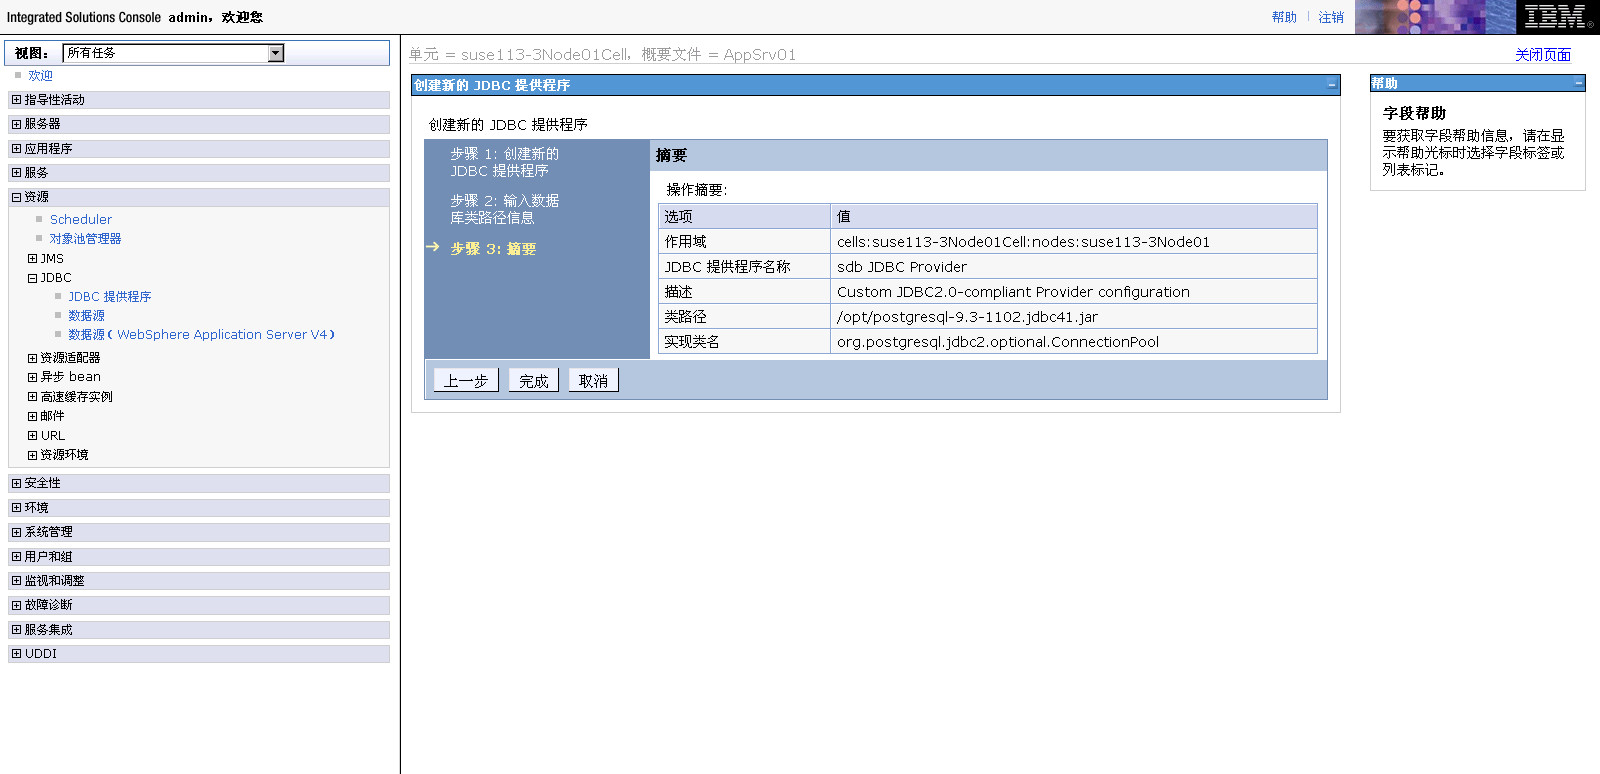 Integrated Solutions Console admin，欢迎您
帮助 注销
IBM
视图： 所有任务
欢迎
指导性活动
服务器
应用程序
服务
资源
Scheduler
对象池管理器
JMS
JDBC
JDBC 提供程序
数据源
数据源（WebSphere Application Server V4）
资源适配器
异步 bean
高速缓存实例
邮件
URL
资源环境
安全性
环境
系统管理
用户和组
监视和调整
故障诊断
服务集成
UDDI
单元 = suse113-3Node01Cell，概要文件 = AppSrv01
关闭页面
创建新的 JDBC 提供程序
创建新的 JDBC 提供程序
步骤 1: 创建新的
JDBC 提供程序
步骤 2: 输入数据
库类路径信息
步骤 3: 摘要
摘要
操作摘要:
选项 值
作用域 cells:suse113-3Node01Cell:nodes:suse113-3Node01
JDBC 提供程序名称 sdb JDBC Provider
描述 Custom JDBC2.0-compliant Provider configuration
类路径 /opt/postgresql-9.3-1102.jdbc41.jar
实现类名 org.postgresql.jdbc2.optional.ConnectionPool
上一步 完成 取消
帮助
字段帮助
要获取字段帮助信息，请在显
示帮助光标时选择字段标签或
列表标记。